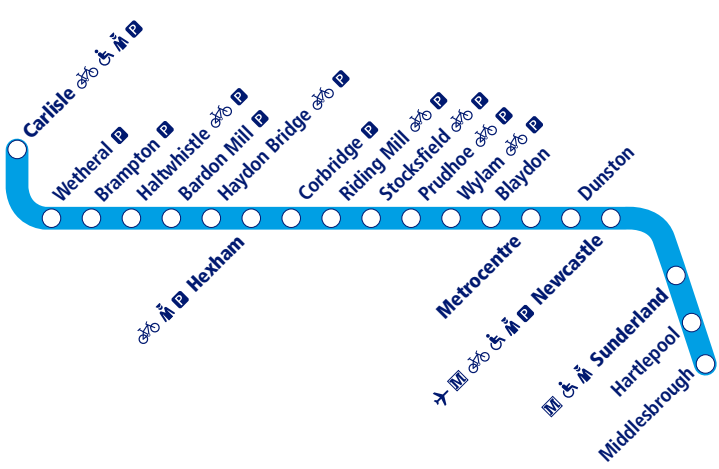 Carlisle P
Wetheral P
Brampton P
Haltwhistle P
Bardon Mill P
Haydon Bridge P
P Hexham
Corbridge P
Riding Mill P
Stocksfield P
Prudhoe P
Wylam P
Blaydon
Metrocentre
Dunston
M P Newcastle
M Sunderland
Hartlepool
Middlesbrough